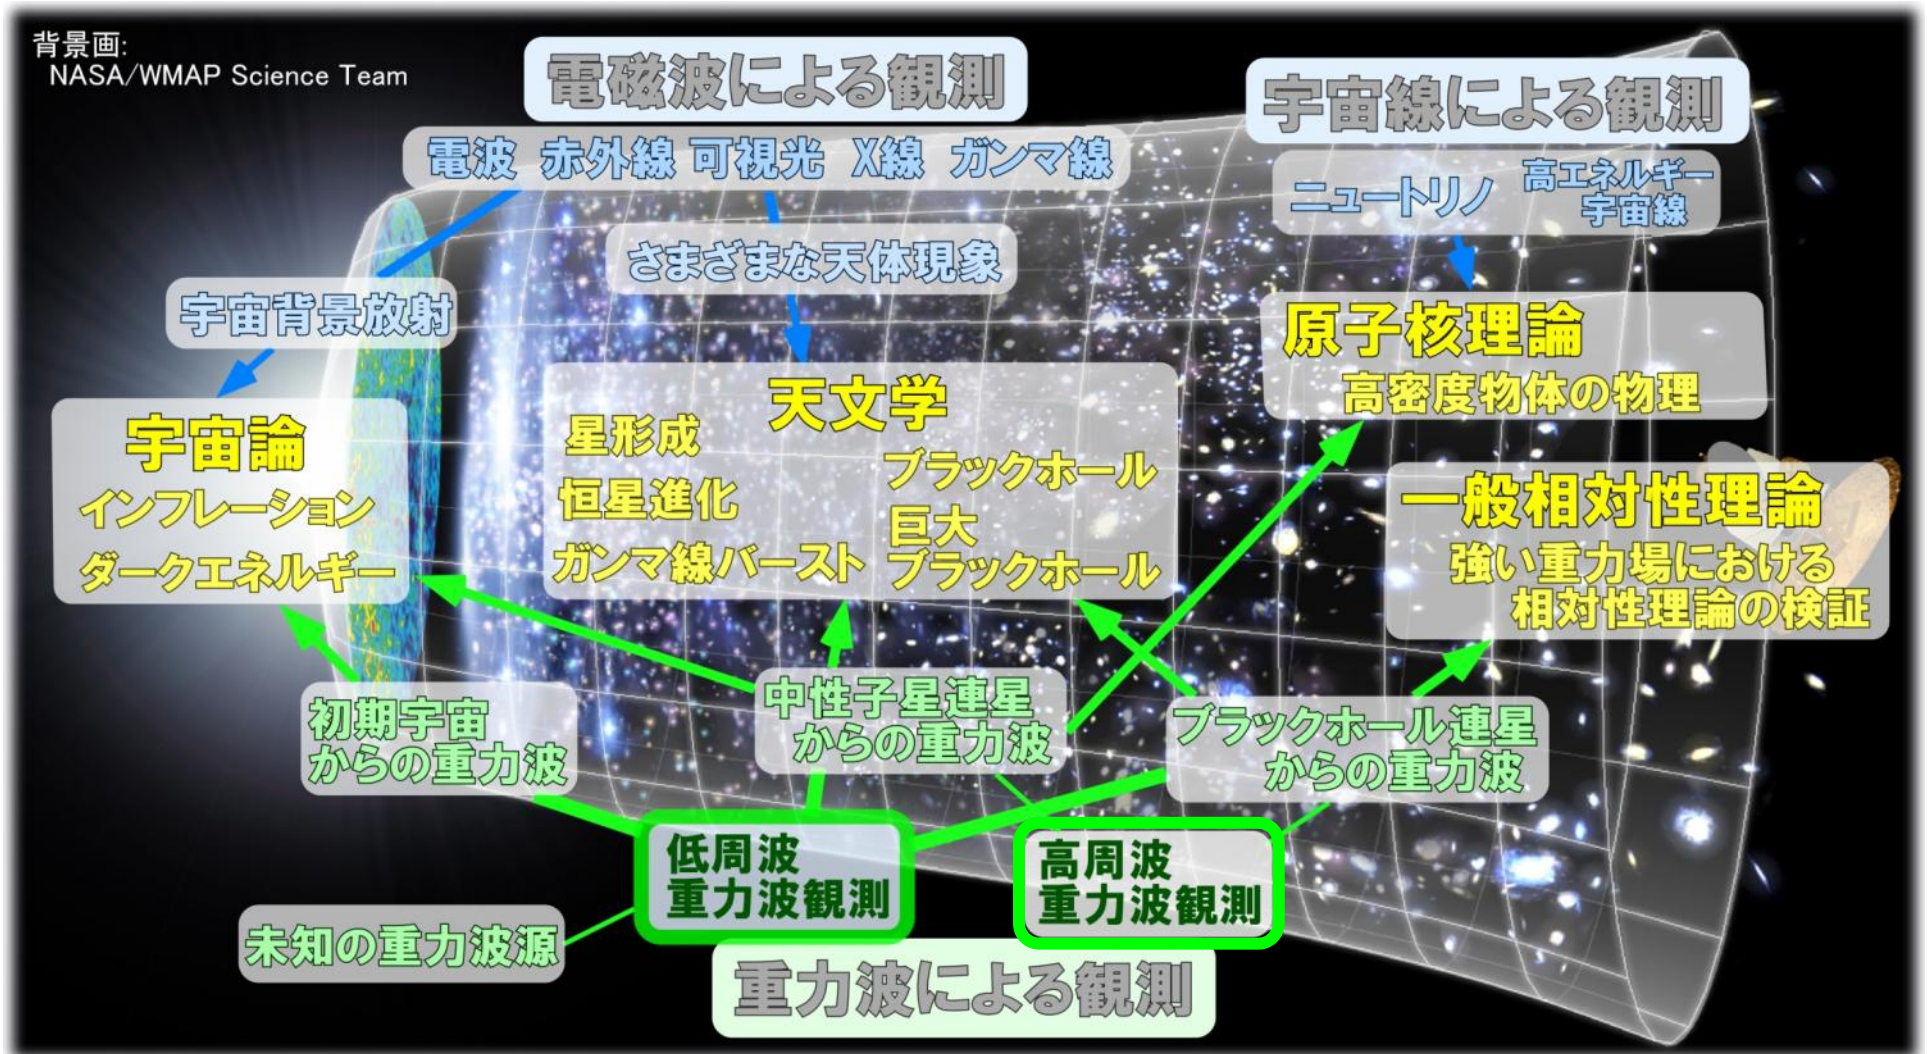 背景画:
NASA/WMAP Science Team
電磁波による観測
電波 赤外線 可視光 X線 ガンマ線
宇宙線による観測
ニュートリノ
高エネルギー
宇宙線
さまざまな天体現象
宇宙背景放射
原子核理論
高密度物体の物理
宇宙論
インフレーション
ダークエネルギー
天文学
星形成
恒星進化
ガンマ線バースト
ブラックホール
巨大
ブラックホール
一般相対性理論
強い重力場における
相対性理論の検証
初期宇宙
からの重力波
中性子星連星
からの重力波
ブラックホール連星
からの重力波
低周波
重力波観測
高周波
重力波観測
未知の重力波源
重力波による観測